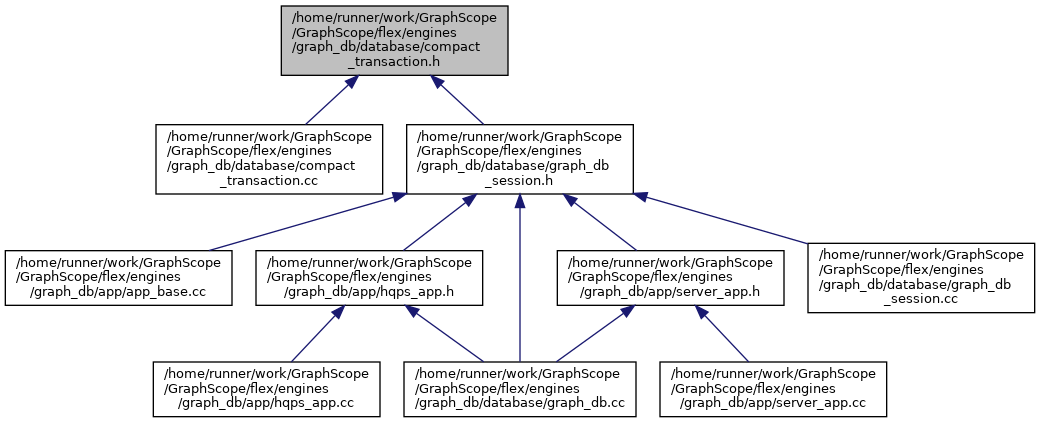 /home/runner/work/GraphScope
/GraphScope/flex/engines
/graph_db/database/compact
_transaction.h
/home/runner/work/GraphScope
/GraphScope/flex/engines
/graph_db/database/compact
_transaction.cc
/home/runner/work/GraphScope
/GraphScope/flex/engines
/graph_db/database/graph_db
_session.h
/home/runner/work/GraphScope
/GraphScope/flex/engines
/graph_db/app/app_base.cc
/home/runner/work/GraphScope
/GraphScope/flex/engines
/graph_db/app/hqps_app.h
/home/runner/work/GraphScope
/GraphScope/flex/engines
/graph_db/app/server_app.h
/home/runner/work/GraphScope
/GraphScope/flex/engines
/graph_db/database/graph_db
_session.cc
/home/runner/work/GraphScope
/GraphScope/flex/engines
/graph_db/app/hqps_app.cc
/home/runner/work/GraphScope
/GraphScope/flex/engines
/graph_db/database/graph_db.cc
/home/runner/work/GraphScope
/GraphScope/flex/engines
/graph_db/app/server_app.cc